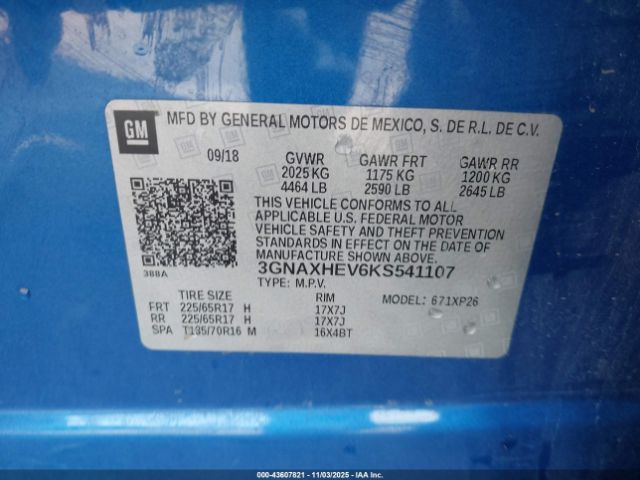 GM
MFD BY GENERAL MOTORS DE MEXICO, S. DE R.L. DE C.V.
09/18 GVWR GAWR FRT GAWR RR
2025 KG 1175 KG 1200 KG
4464 LB 2590 LB 2645 LB
THIS VEHICLE CONFORMS TO ALL
APPLICABLE U.S. FEDERAL MOTOR
VEHICLE SAFETY AND THEFT PREVENTION
STANDARDS IN EFFECT ON THE DATE OF
MANUFACTURE SHOWN ABOVE.
388A
3GNAXHEV6KS541107
TYPE: M.P.V.
TIRE SIZE RIM MODEL: 671XP26
FRT 225/65R17 H 17X7J
RR 225/65R17 H 17X7J
SPA T135/70R16 M 16X4BT
000-43607821 - 11/03/2025 - www.iaai.com